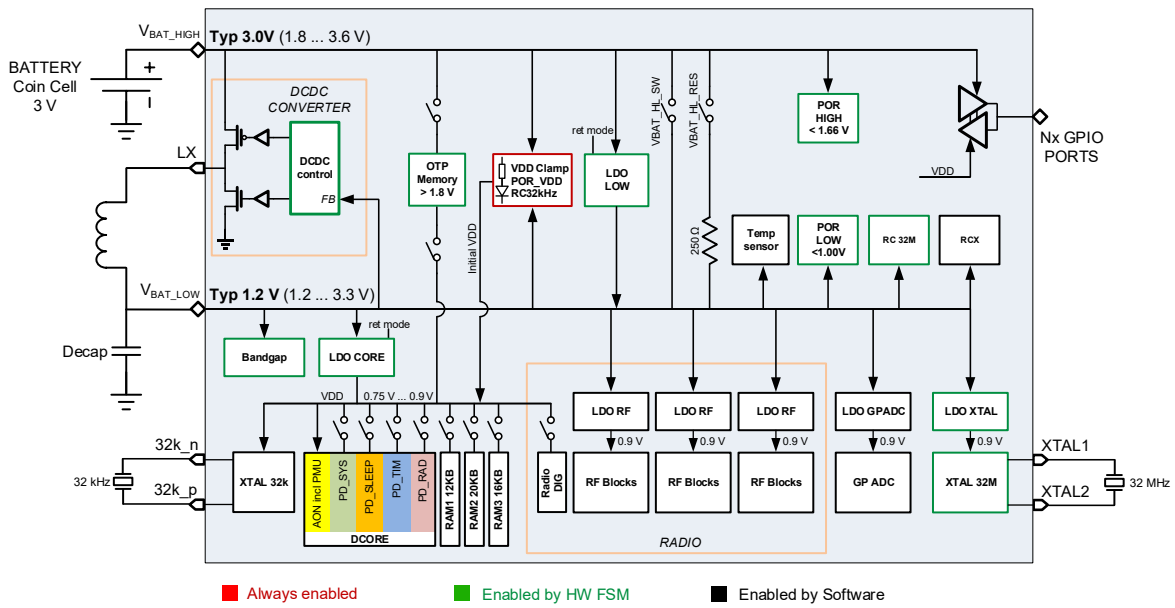 V_BAT_HIGH
Typ 3.0V (1.8 ... 3.6 V)
BATTERY
Coin Cell
3 V
+
DCDC
CONVERTER
DCDC
control
FB
LX
OTP
Memory
> 1.8 V
VDD Clamp
POR_VDD
RC32kHz
Initial VDD
ret mode
LDO
LOW
VBAT_HL_SW
VBAT_HL_RES
250 Ω
POR
HIGH
< 1.66 V
VDD
Nx GPIO
PORTS
Temp
sensor
POR
LOW
<1.00V
RC 32M
RCX
V_BAT_LOW
Typ 1.2 V (1.2 ... 3.3 V)
Decap
Bandgap
LDO CORE
ret mode
VDD
0.75 V ... 0.9 V
LDO RF
LDO RF
LDO RF
LDO GPADC
LDO XTAL
0.9 V
0.9 V
0.9 V
0.9 V
0.9 V
32k_n
32 kHz
32k_p
XTAL 32k
AON incl PMU
PD_SYS
PD_SLEEP
PD_TIM
PD_RAD
DCORE
RAM1 12KB
RAM2 20KB
RAM3 16KB
Radio
DIG
RF Blocks
RF Blocks
RF Blocks
GP ADC
XTAL 32M
XTAL1
XTAL2
32 MHz
RADIO
Always enabled
Enabled by HW FSM
Enabled by Software